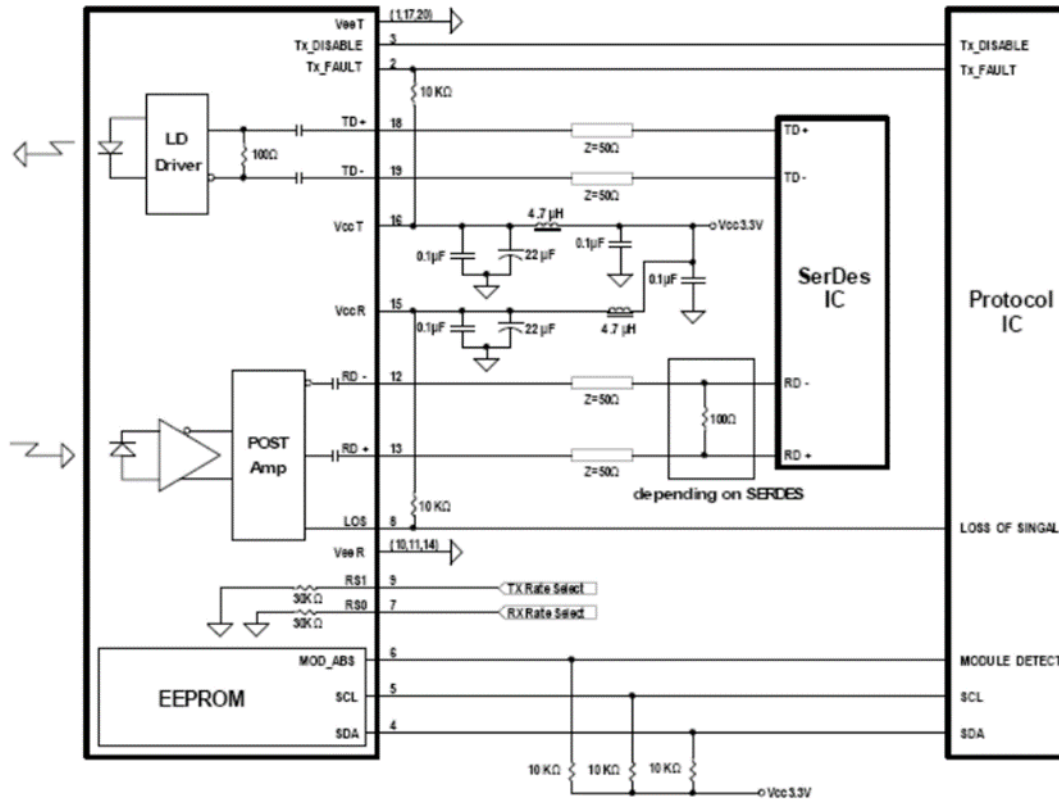 VeeT (1,17,20)
Tx_DISABLE 3 Tx_DISABLE
Tx_FAULT 2 Tx_FAULT
10 KΩ
LD Driver
100Ω
TD+ 18 Z=50Ω TD+
TD- 19 Z=50Ω TD-
VccT 16 4.7 µH Vcc3.3V
0.1µF 22 µF 0.1µF 0.1µF
SerDes IC
Protocol IC
VccR 15 4.7 µH
0.1µF 22 µF
RD - 12 Z=50Ω RD -
100Ω
POST Amp
RD + 13 Z=50Ω RD +
depending on SERDES
10 KΩ
LOS 8 LOSS OF SINGAL
VeeR (10,11,14)
RS1 9 TX Rate Select
30KΩ
RS0 7 RX Rate Select
30KΩ
EEPROM
MOD_ABS 6 MODULE DETECT
SCL 5 SCL
SDA 4 SDA
10 KΩ 10 KΩ 10 KΩ
Vcc3.3V